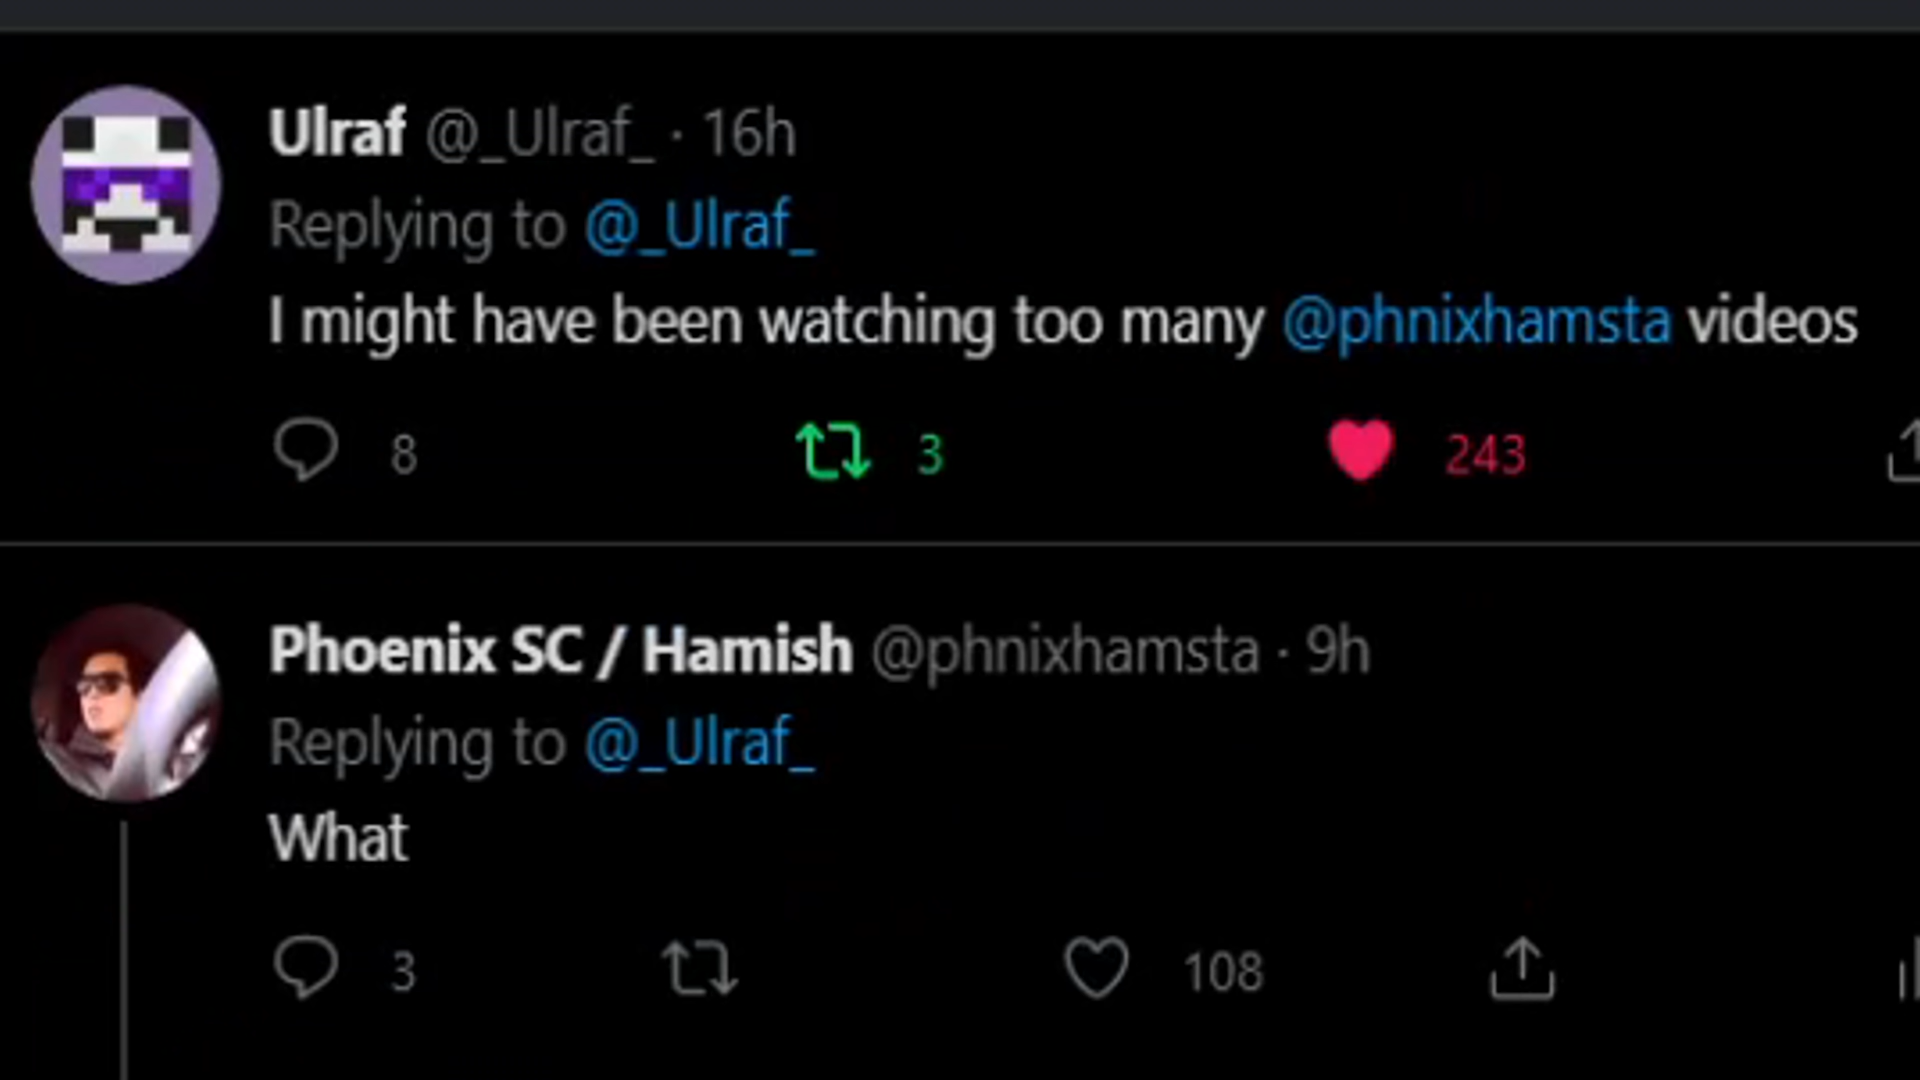 Ulraf @_Ulraf_ · 16h
Replying to @_Ulraf_
I might have been watching too many @phnixhamsta videos
8 3 243
Phoenix SC / Hamish @phnixhamsta · 9h
Replying to @_Ulraf_
What
3 108